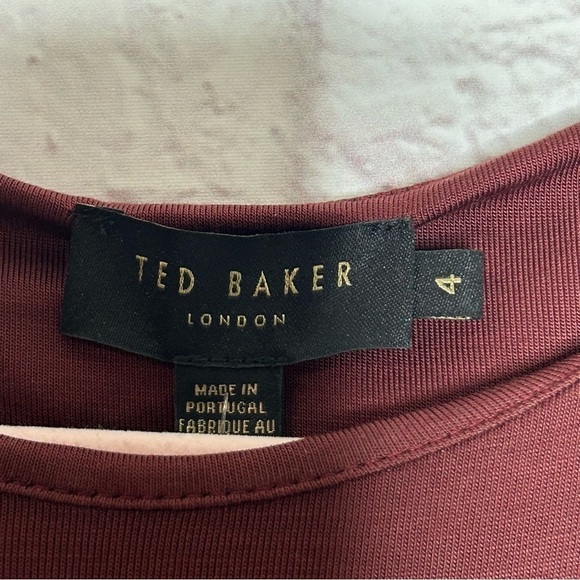 TED BAKER
LONDON
4
MADE IN
PORTUGAL
FABRIQUE AU